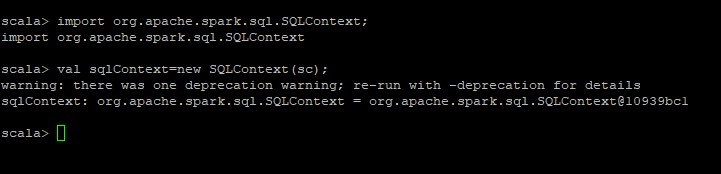 scala> import org.apache.spark.sql.SQLContext;
import org.apache.spark.sql.SQLContext
scala> val sqlContext=new SQLContext(sc);
warning: there was one deprecation warning; re-run with -deprecation for details
sqlContext: org.apache.spark.sql.SQLContext = org.apache.spark.sql.SQLContext@10939bc1
scala>